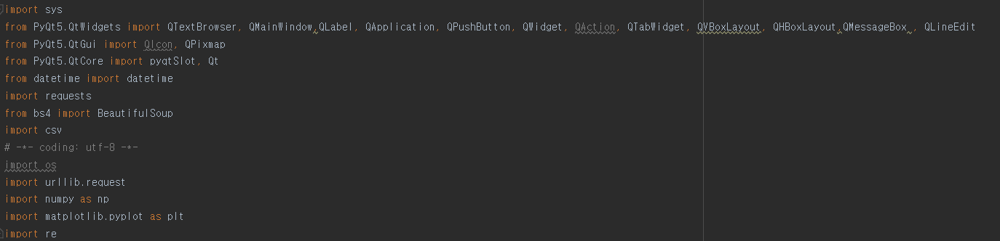 import sys
from PyQt5.QtWidgets import QTextBrowser, QMainWindow,QLabel, QApplication, QPushButton, QWidget, QAction, QTabWidget, QVBoxLayout, QHBoxLayout,QMessageBox , QLineEdit
from PyQt5.QtGui import QIcon, QPixmap
from PyQt5.QtCore import pyqtSlot, Qt
from datetime import datetime
import requests
from bs4 import BeautifulSoup
import csv
# -*- coding: utf-8 -*-
import os
import urllib.request
import numpy as np
import matplotlib.pyplot as plt
import re